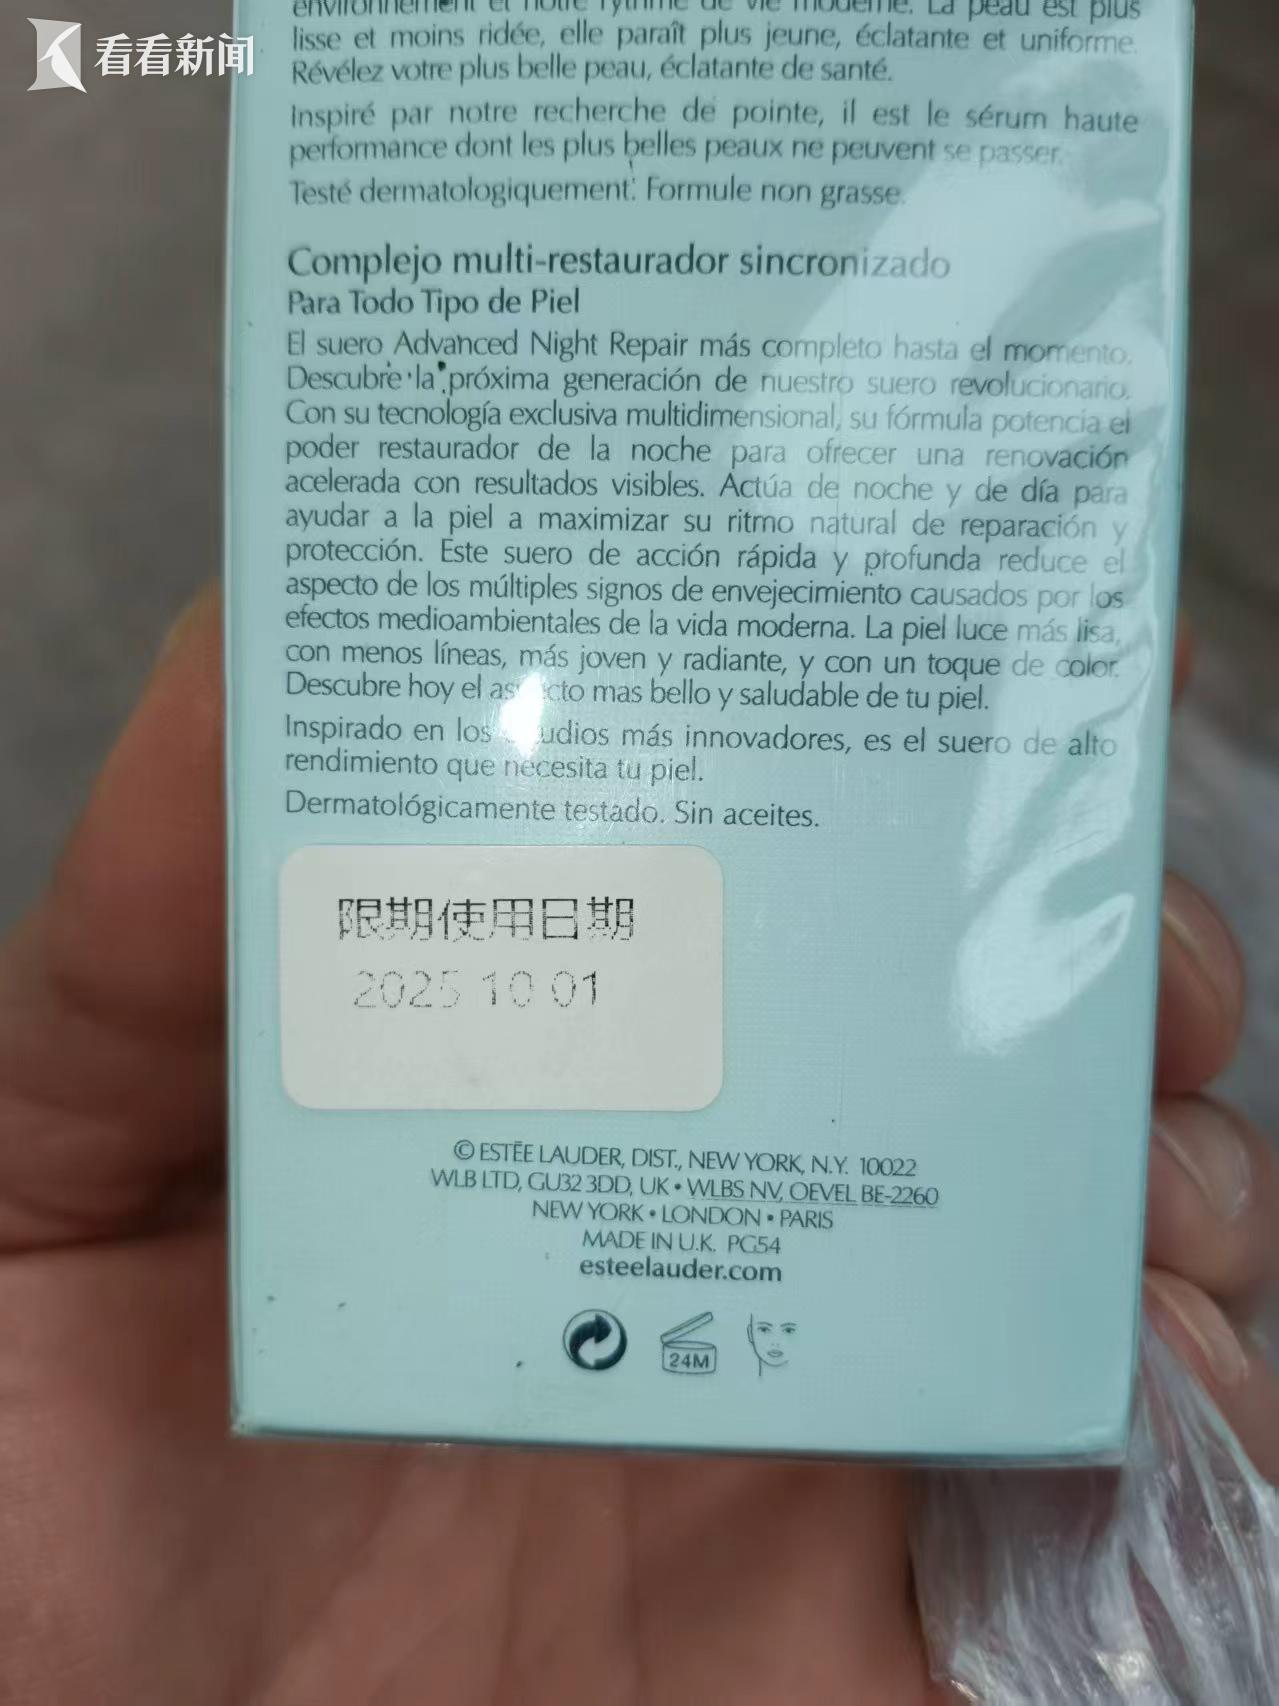 看看新闻
environnement et notre rythme de vie moderne. La peau est plus
lisse et moins ridée, elle paraît plus jeune, éclatante et uniforme.
Révélez votre plus belle peau, éclatante de santé.
Inspiré par notre recherche de pointe, il est le sérum haute
performance dont les plus belles peaux ne peuvent se passer.
Testé dermatologiquement. Formule non grasse.
Complejo multi-restaurador sincronizado
Para Todo Tipo de Piel
El suero Advanced Night Repair más completo hasta el momento.
Descubre la próxima generación de nuestro suero revolucionario.
Con su tecnología exclusiva multidimensional, su fórmula potencia el
poder restaurador de la noche para ofrecer una renovación
acelerada con resultados visibles. Actúa de noche y de día para
ayudar a la piel a maximizar su ritmo natural de reparación y
protección. Este suero de acción rápida y profunda reduce el
aspecto de los múltiples signos de envejecimiento causados por los
efectos medioambientales de la vida moderna. La piel luce más lisa,
con menos líneas, más joven y radiante, y con un toque de color.
Descubre hoy el mas bello y saludable de tu piel.
Inspirado en los más innovadores, es el suero de alto
rendimiento que necesita tu piel.
Dermatológicamente testado. Sin aceites.
限期使用日期
2025 10 01
© ESTĒE LAUDER, DIST., NEW YORK, N.Y. 10022
WLB LTD, GU32 3DD, UK • WLBS NV, OEVEL BE-2260
NEW YORK • LONDON • PARIS
MADE IN U.K. PG54
esteelauder.com
24M